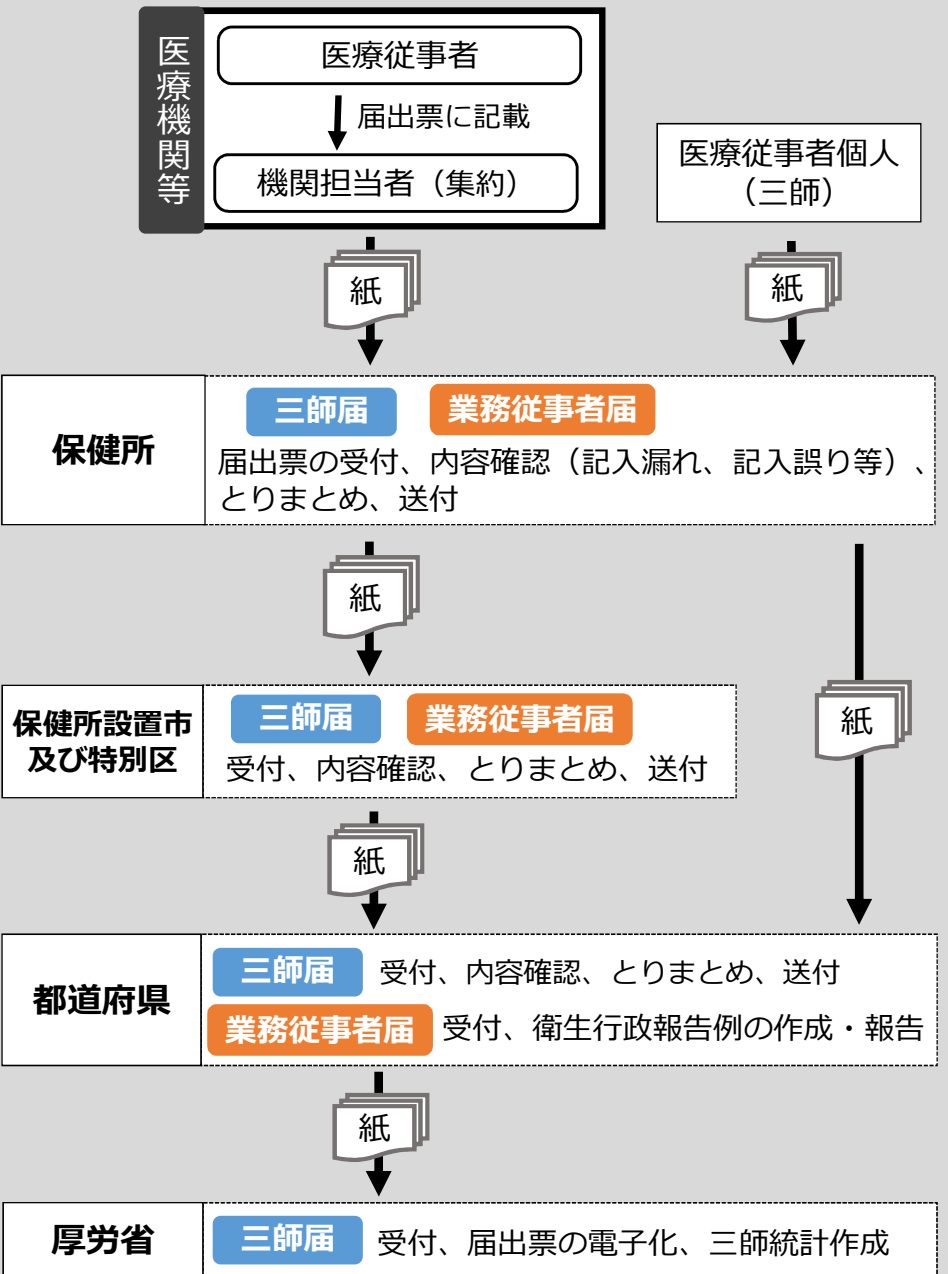 医療機関等
医療従事者
届出票に記載
機関担当者（集約）
医療従事者個人
（三師）
紙
紙
保健所
三師届
業務従事者届
届出票の受付、内容確認（記入漏れ、記入誤り等）、
とりまとめ、送付
紙
保健所設置市
及び特別区
三師届
業務従事者届
受付、内容確認、とりまとめ、送付
紙
紙
都道府県
三師届 受付、内容確認、とりまとめ、送付
業務従事者届 受付、衛生行政報告例の作成・報告
紙
厚労省
三師届 受付、届出票の電子化、三師統計作成